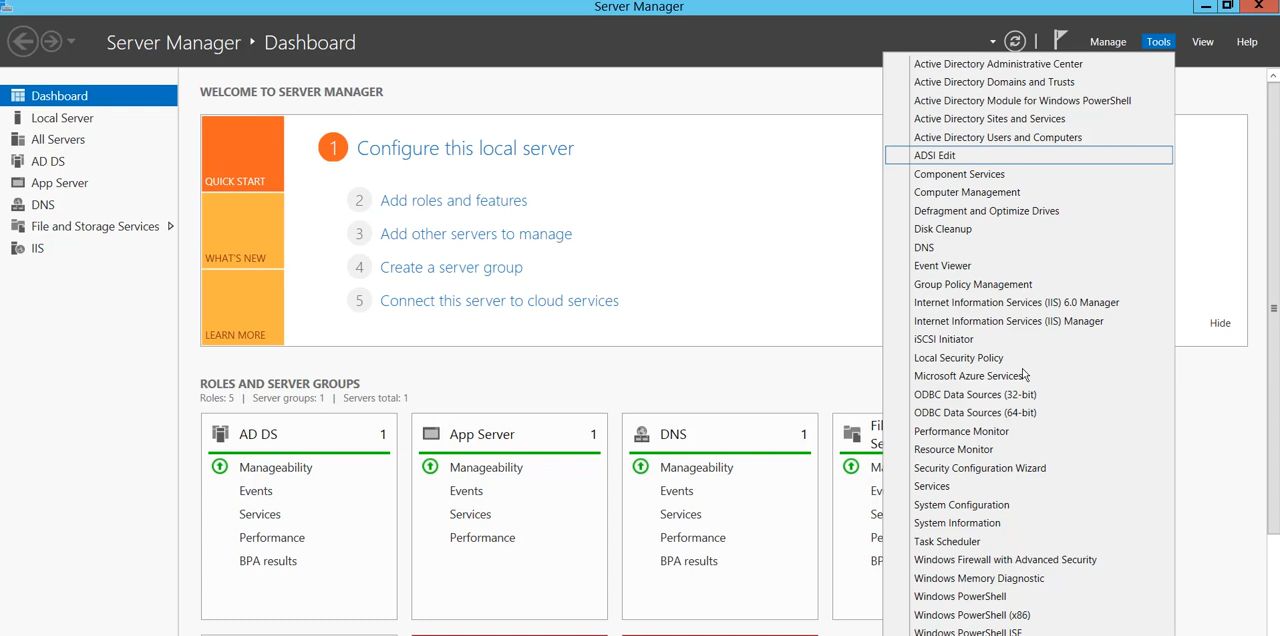 Server Manager
Server Manager ‣ Dashboard
Manage
Tools
View
Help
Dashboard
Local Server
All Servers
AD DS
App Server
DNS
File and Storage Services
IIS
WELCOME TO SERVER MANAGER
QUICK START
WHAT'S NEW
LEARN MORE
1 Configure this local server
2 Add roles and features
3 Add other servers to manage
4 Create a server group
5 Connect this server to cloud services
Hide
ROLES AND SERVER GROUPS
Roles: 5 | Server groups: 1 | Servers total: 1
AD DS 1
Manageability
Events
Services
Performance
BPA results
App Server 1
Manageability
Events
Services
Performance
DNS 1
Manageability
Events
Services
Performance
BPA results
Active Directory Administrative Center
Active Directory Domains and Trusts
Active Directory Module for Windows PowerShell
Active Directory Sites and Services
Active Directory Users and Computers
ADSI Edit
Component Services
Computer Management
Defragment and Optimize Drives
Disk Cleanup
DNS
Event Viewer
Group Policy Management
Internet Information Services (IIS) 6.0 Manager
Internet Information Services (IIS) Manager
iSCSI Initiator
Local Security Policy
Microsoft Azure Services
ODBC Data Sources (32-bit)
ODBC Data Sources (64-bit)
Performance Monitor
Resource Monitor
Security Configuration Wizard
Services
System Configuration
System Information
Task Scheduler
Windows Firewall with Advanced Security
Windows Memory Diagnostic
Windows PowerShell
Windows PowerShell (x86)
Windows PowerShell ISE